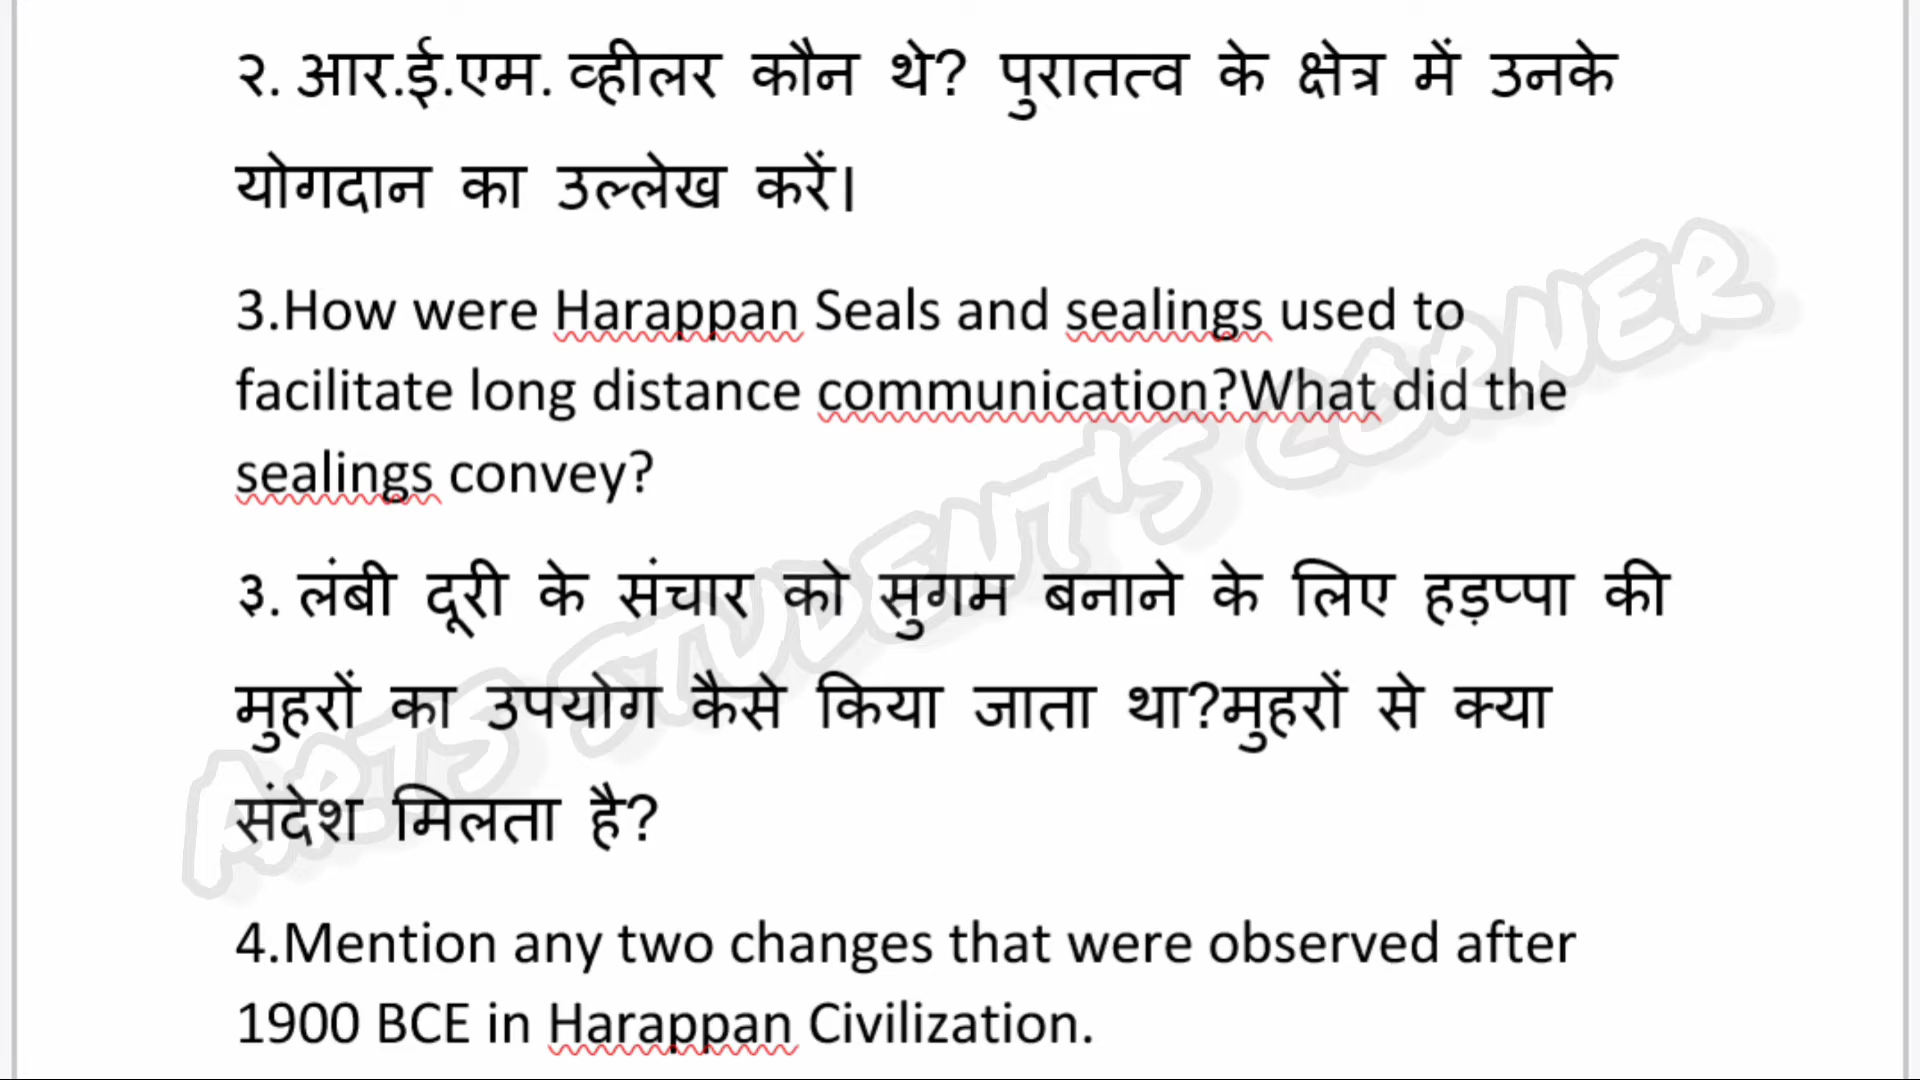 २. आर.ई.एम. व्हीलर कौन थे? पुरातत्व के क्षेत्र में उनके
योगदान का उल्लेख करें।
3.How were Harappan Seals and sealings used to
facilitate long distance communication?What did the
sealings convey?
३. लंबी दूरी के संचार को सुगम बनाने के लिए हड़प्पा की
मुहरों का उपयोग कैसे किया जाता था?मुहरों से क्या
संदेश मिलता है?
4.Mention any two changes that were observed after
1900 BCE in Harappan Civilization.
ARTS STUDENT'S CORNER